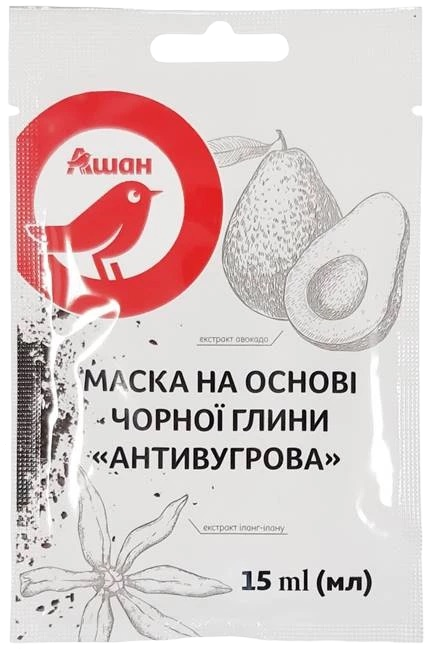 Ашан
екстракт авокадо
МАСКА НА ОСНОВІ
ЧОРНОЇ ГЛИНИ
«АНТИВУГРОВА»
екстракт іланг-ілангу
15 ml (мл)